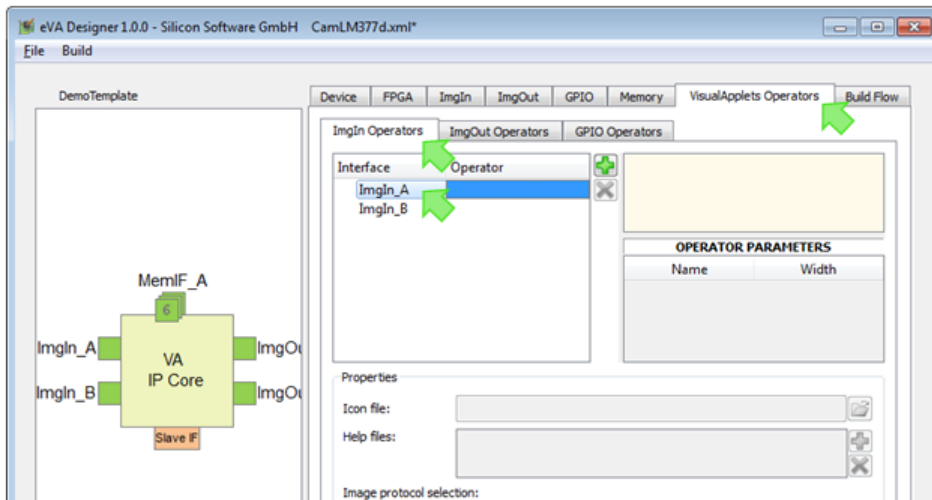 eVA Designer 1.0.0 - Silicon Software GmbH CamLM377d.xml*
File Build
DemoTemplate
Device FPGA ImgIn ImgOut GPIO Memory VisualApplets Operators Build Flow
ImgIn Operators ImgOut Operators GPIO Operators
Interface Operator
ImgIn_A
ImgIn_B
OPERATOR PARAMETERS
Name Width
MemIF_A
6
ImgIn_A ImgOu
VA
IP Core
ImgIn_B ImgOu
Slave IF
Properties
Icon file:
Help files:
Image protocol selection: